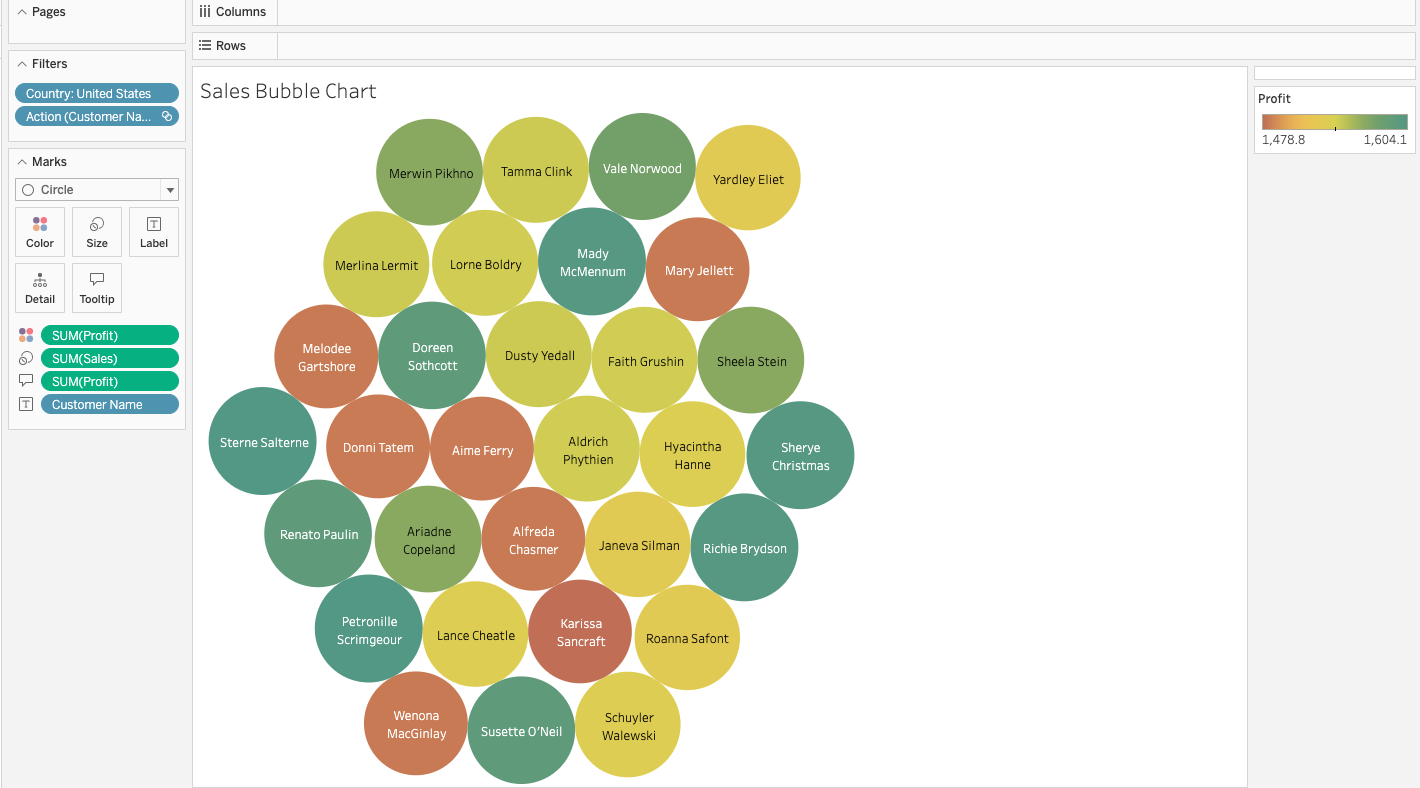 Pages
Columns
Rows
Filters
Country: United States
Action (Customer Na...
Marks
Circle
Color
Size
Label
Detail
Tooltip
SUM(Profit)
SUM(Sales)
SUM(Profit)
Customer Name
Sales Bubble Chart
Merwin Pikhno
Tamma Clink
Vale Norwood
Yardley Eliet
Merlina Lermit
Lorne Boldry
Mady
McMennum
Mary Jellett
Melodee
Gartshore
Doreen
Sothcott
Dusty Yedall
Faith Grushin
Sheela Stein
Sterne Salterne
Donni Tatem
Aime Ferry
Aldrich
Phythien
Hyacintha
Hanne
Sherye
Christmas
Renato Paulin
Ariadne
Copeland
Alfreda
Chasmer
Janeva Silman
Richie Brydson
Petronille
Scrimgeour
Lance Cheatle
Karissa
Sancraft
Roanna Safont
Wenona
MacGinlay
Susette O'Neil
Schuyler
Walewski
Profit
1,478.8
1,604.1